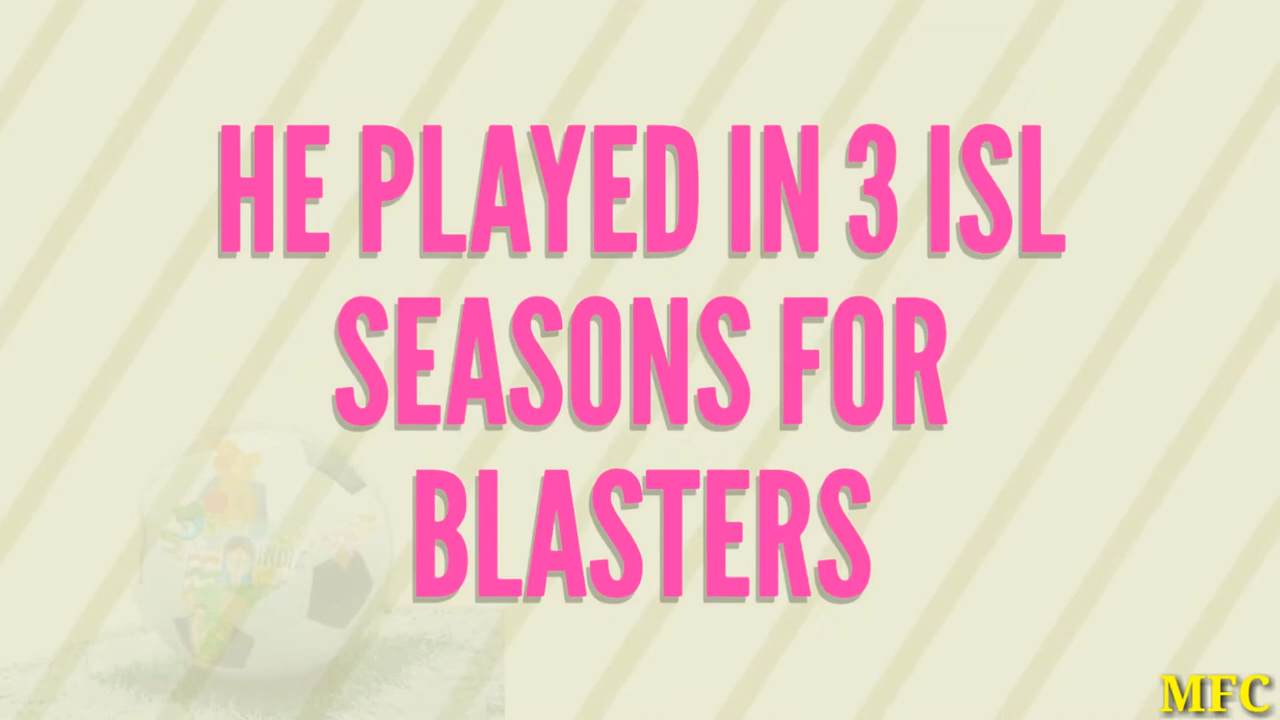 HE PLAYED IN 3 ISL
SEASONS FOR
BLASTERS
MFC